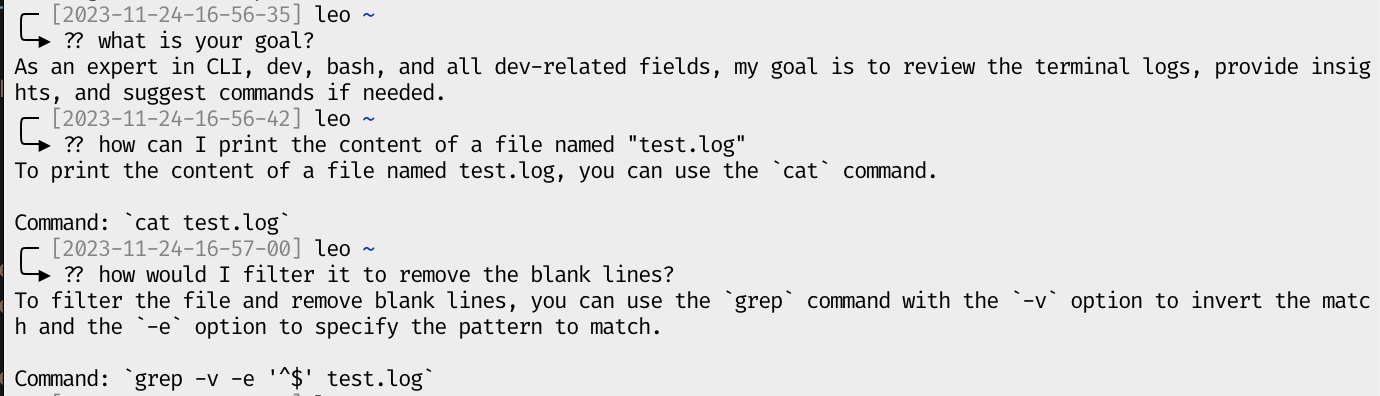 [2023-11-24-16-56-35] leo ~
?? what is your goal?
As an expert in CLI, dev, bash, and all dev-related fields, my goal is to review the terminal logs, provide insig
hts, and suggest commands if needed.
[2023-11-24-16-56-42] leo ~
?? how can I print the content of a file named "test.log"
To print the content of a file named test.log, you can use the `cat` command.
Command: `cat test.log`
[2023-11-24-16-57-00] leo ~
?? how would I filter it to remove the blank lines?
To filter the file and remove blank lines, you can use the `grep` command with the `-v` option to invert the matc
h and the `-e` option to specify the pattern to match.
Command: `grep -v -e '^$' test.log`